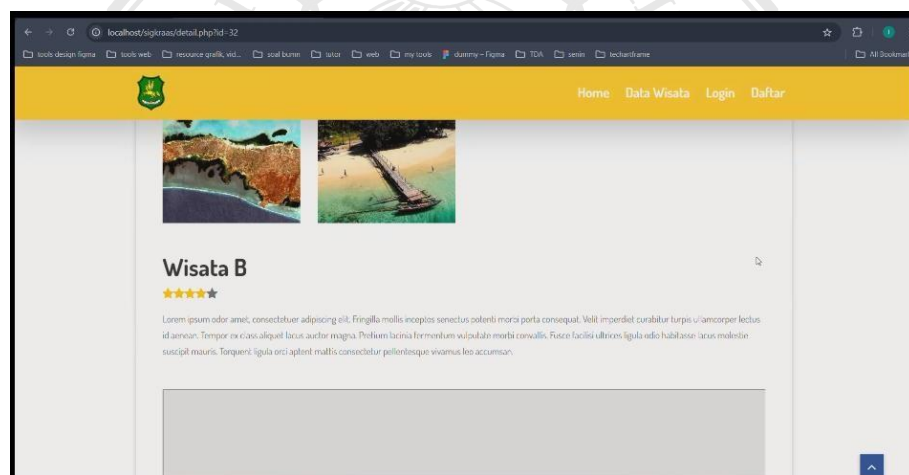 localhost/sigkraas/detail.php?id=32
tools design figma tools web resource grafik, vid... soal bumn tutor web my tools dummy – Figma TDA senin techartframe All Bookmark
Home Data Wisata Login Daftar
Wisata B
Lorem ipsum odor amet, consectetuer adipiscing elit. Fringilla mollis inceptos senectus potenti morbi porta consequat. Velit imperdiet curabitur turpis ullamcorper lectus
id aenean. Tempor ex class aliquet lacus auctor magna. Pretium lacinia fermentum vulputate morbi convallis. Fusce facilisi ultrices ligula odio habitasse lacus molestie
suscipit mauris. Torquent ligula orci aptent mattis consectetur pellentesque vivamus leo accumsan.